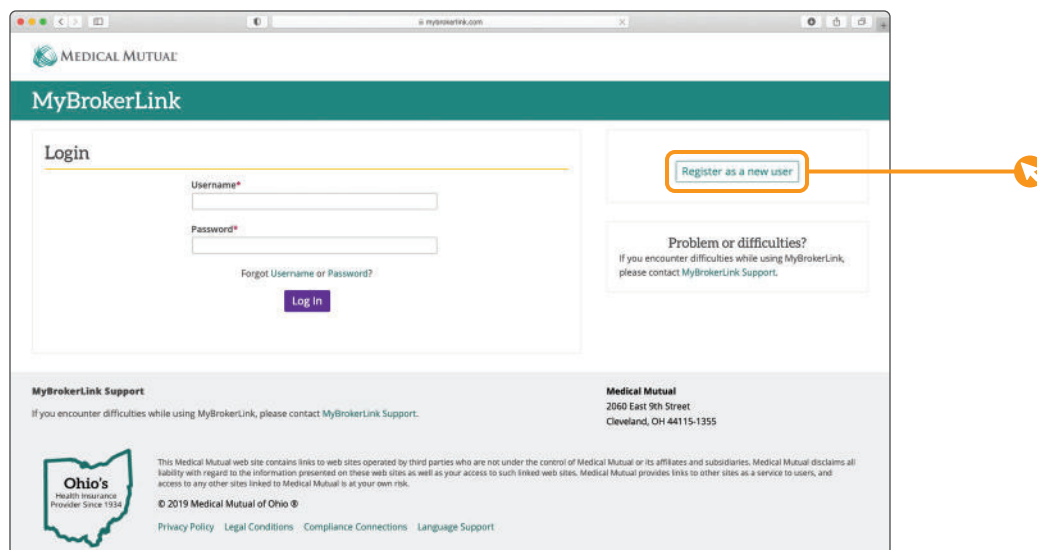 mybrokerlink.com
MEDICAL MUTUAL®
MyBrokerLink
Login
Username*
Password*
Forgot Username or Password?
Log In
Register as a new user
Problem or difficulties?
If you encounter difficulties while using MyBrokerLink,
please contact MyBrokerLink Support.
MyBrokerLink Support
If you encounter difficulties while using MyBrokerLink, please contact MyBrokerLink Support.
Medical Mutual
2060 East 9th Street
Cleveland, OH 44115-1355
Ohio's
Health Insurance
Provider Since 1934
This Medical Mutual web site contains links to web sites operated by third parties who are not under the control of Medical Mutual or its affiliates and subsidiaries. Medical Mutual disclaims all
liability with regard to the information presented on these web sites as well as your access to such linked web sites. Medical Mutual provides links to other sites as a service to users, and
access to any other sites linked to Medical Mutual is at your own risk.
© 2019 Medical Mutual of Ohio ®
Privacy Policy Legal Conditions Compliance Connections Language Support